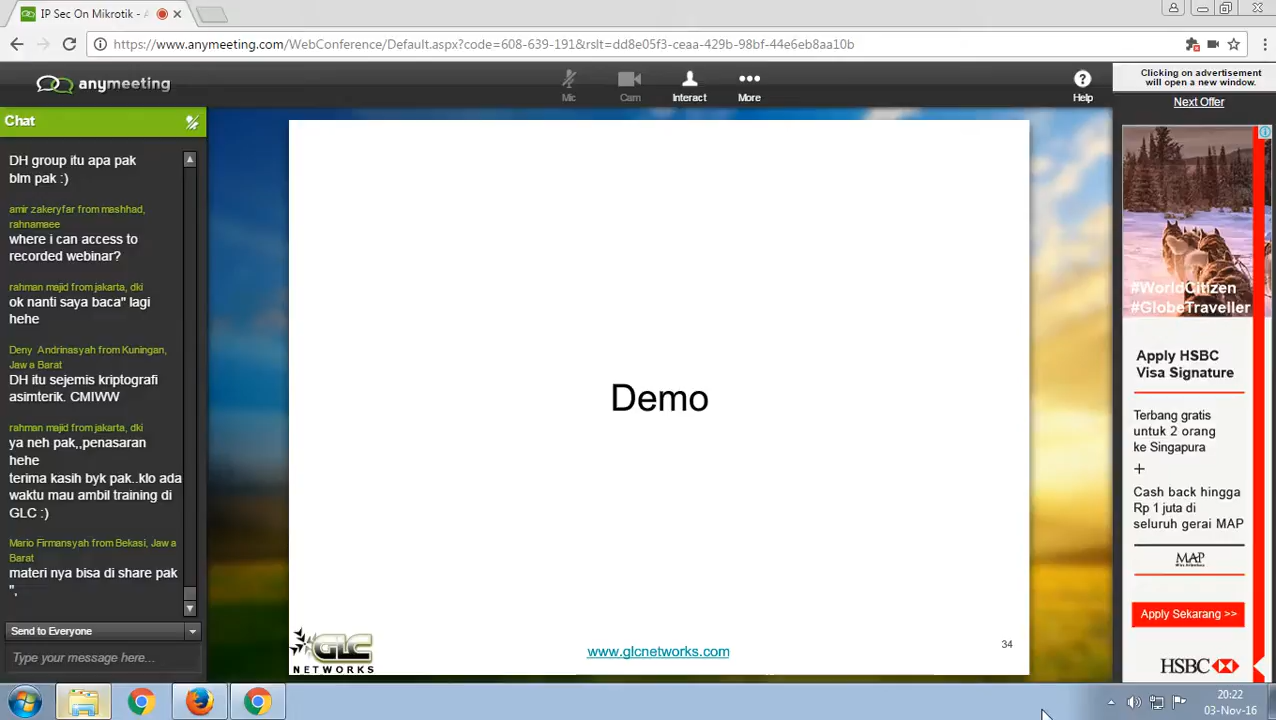 IP Sec On Mikrotik -
https://www.anymeeting.com/WebConference/Default.aspx?code=608-639-191&rslt=dd8e05f3-ceaa-429b-98bf-44e6eb8aa10b
anymeeting
Mic
Cam
Interact
More
Help
Clicking on advertisement
will open a new window.
Next Offer
Chat
DH group itu apa pak
blm pak :)
amir zakeryfar from mashhad,
rahnamaee
where i can access to
recorded webinar?
rahman majid from jakarta, dki
ok nanti saya baca" lagi
hehe
Deny Andrinasyah from Kuningan,
Jawa Barat
DH itu sejemis kriptografi
asimterik. CMIWW
rahman majid from jakarta, dki
ya neh pak,,penasaran
hehe
terima kasih byk pak..klo ada
waktu mau ambil training di
GLC :)
Mario Firmansyah from Bekasi, Jawa
Barat
materi nya bisa di share pak
",
Send to Everyone
Type your message here...
Demo
GLC
NETWORKS
www.glcnetworks.com
34
#WorldCitizen
#GlobeTraveller
Apply HSBC
Visa Signature
Terbang gratis
untuk 2 orang
ke Singapura
+
Cash back hingga
Rp 1 juta di
seluruh gerai MAP
MAP
Apply Sekarang >>
HSBC
20:22
03-Nov-16